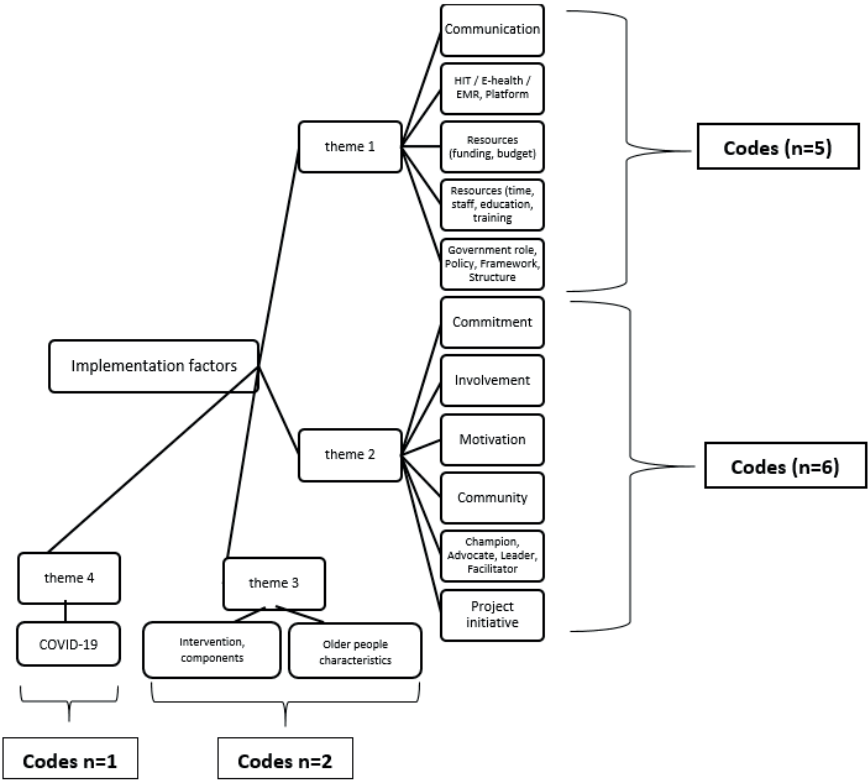 Communication
HIT / E-health /
EMR, Platform
theme 1
Resources
(funding, budget)
Codes (n=5)
Resources (time,
staff, education,
training
Government role,
Policy, Framework,
Structure
Implementation factors
Commitment
Involvement
Motivation
theme 2
Codes (n=6)
Community
Champion,
Advocate, Leader,
Facilitator
Project
initiative
theme 4
theme 3
COVID-19
Intervention,
components
Older people
characteristics
Codes n=1
Codes n=2